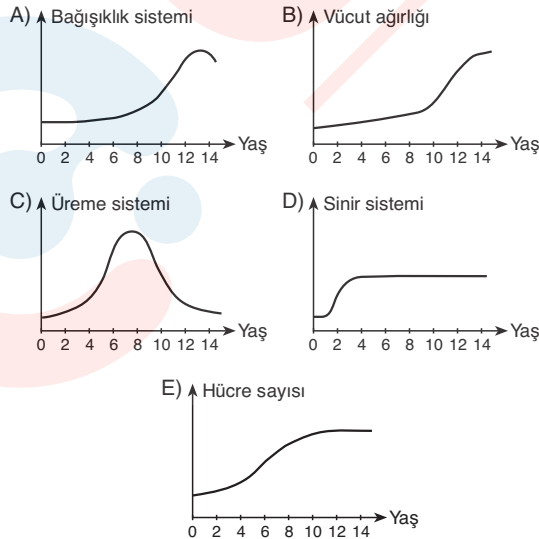 A) Bağışıklık sistemi
0 2 4 6 8 10 12 14 Yaş
B) Vücut ağırlığı
0 2 4 6 8 10 12 14 Yaş
C) Üreme sistemi
0 2 4 6 8 10 12 14 Yaş
D) Sinir sistemi
0 2 4 6 8 10 12 14 Yaş
E) Hücre sayısı
0 2 4 6 8 10 12 14 Yaş